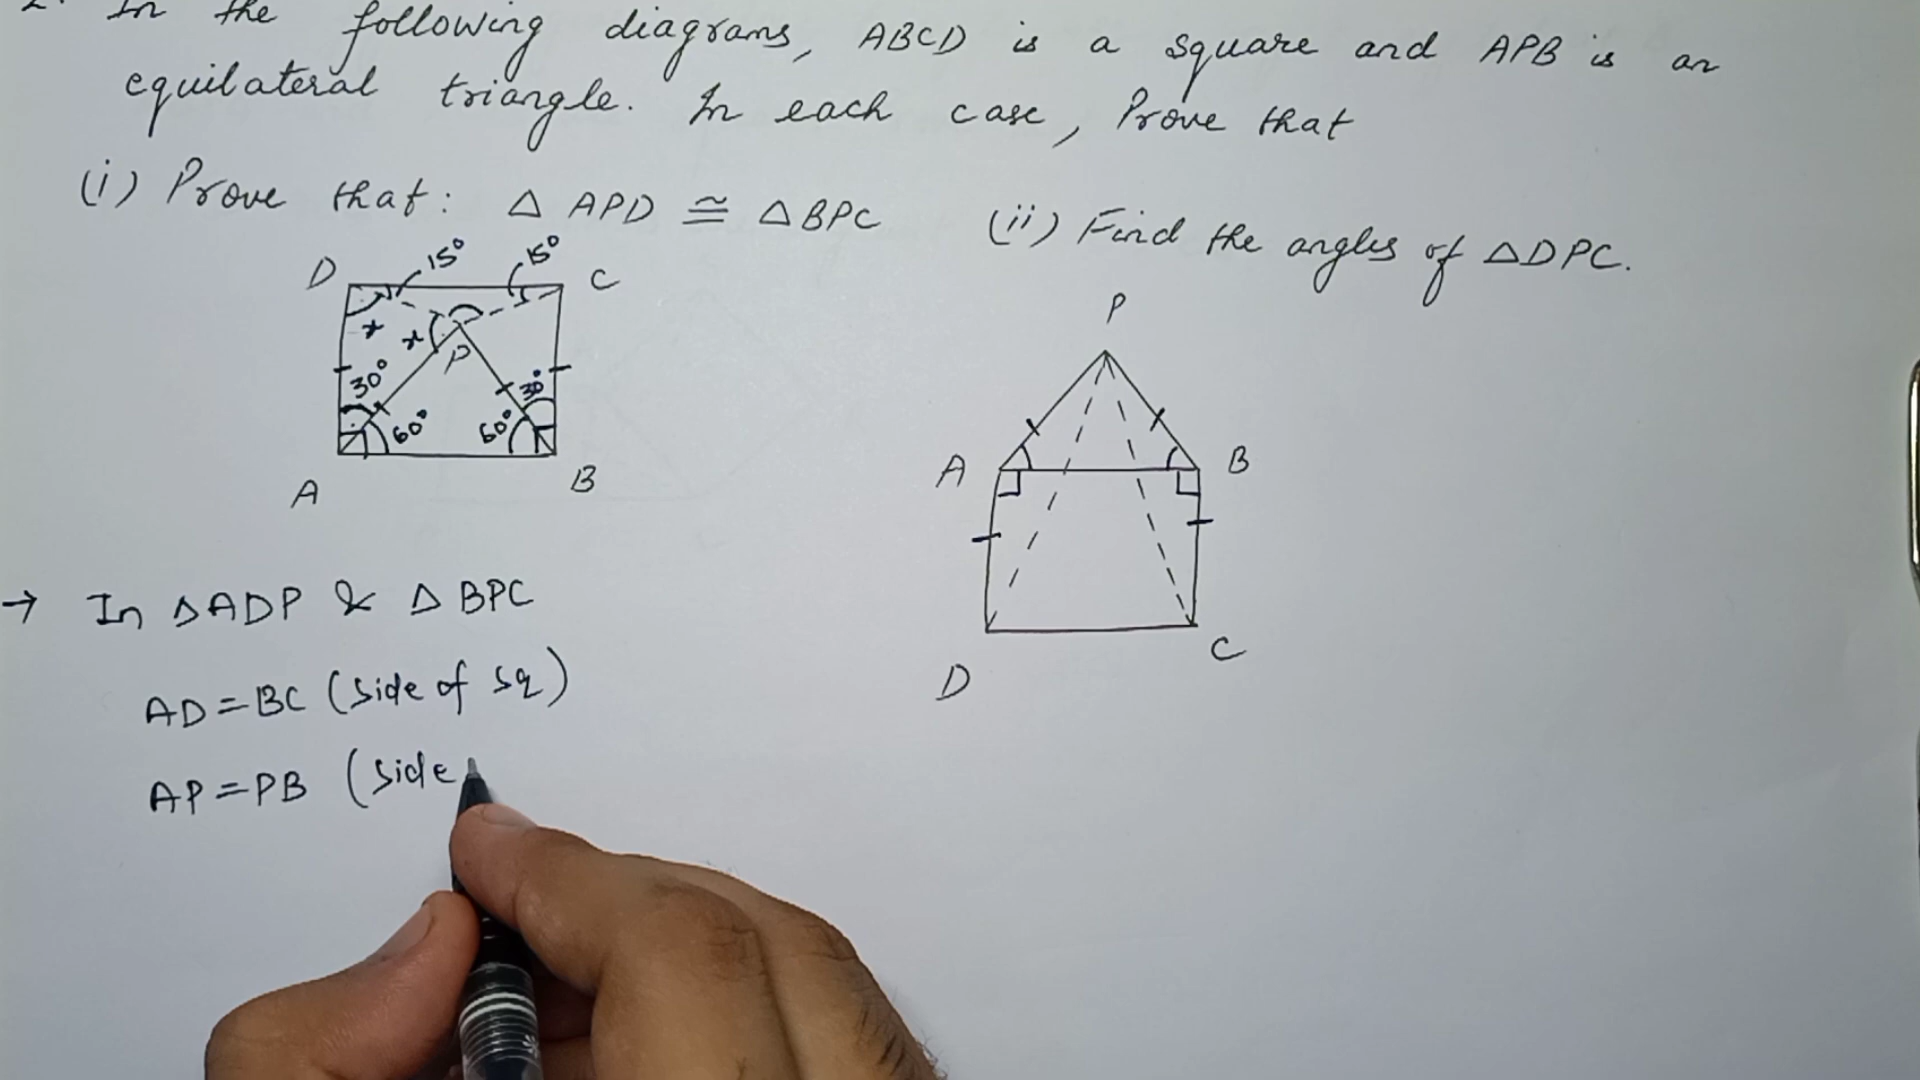 2. In the following diagrams, ABCD is a square and APB is an
equilateral triangle. In each case, Prove that
(i) Prove that: △ APD ≅ △BPC
(ii) Find the angles of △DPC.
15° 15°
D C
x x
P
30° 30°
60° 60°
A B
P
A B
D C
→ In △ADP & △BPC
AD=BC (side of sq)
AP=PB (side